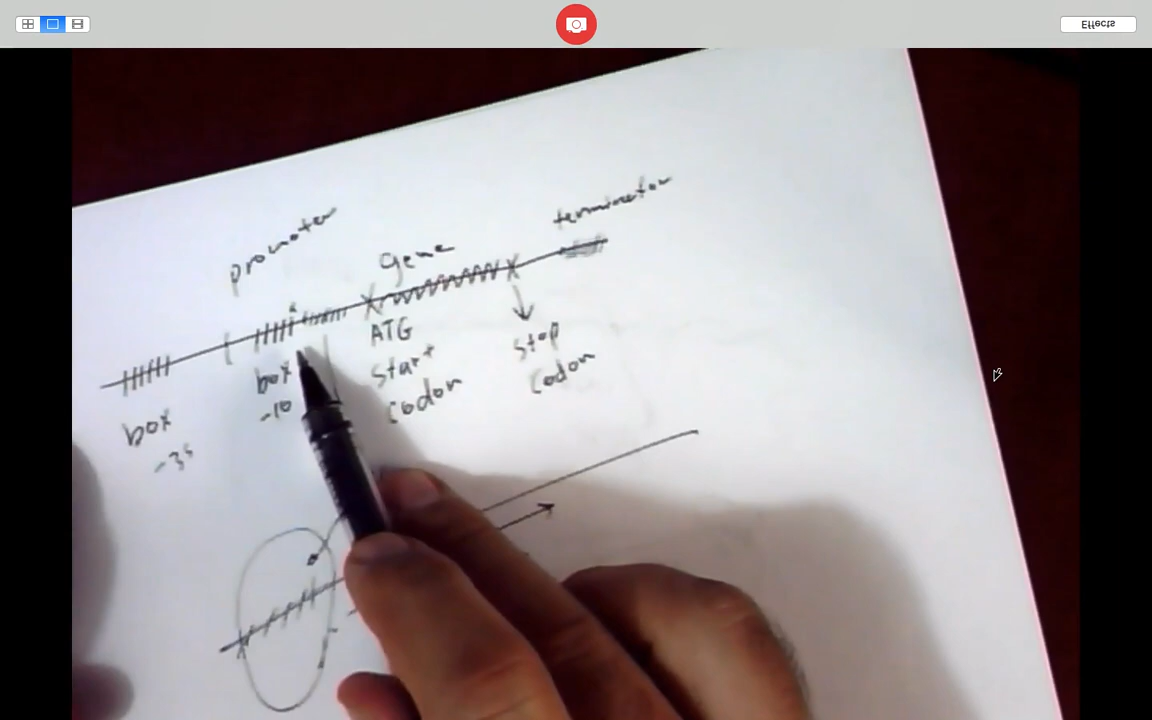 Effects
promoter
gene
terminator
box
-35
box
-10
ATG
start
codon
stop
codon